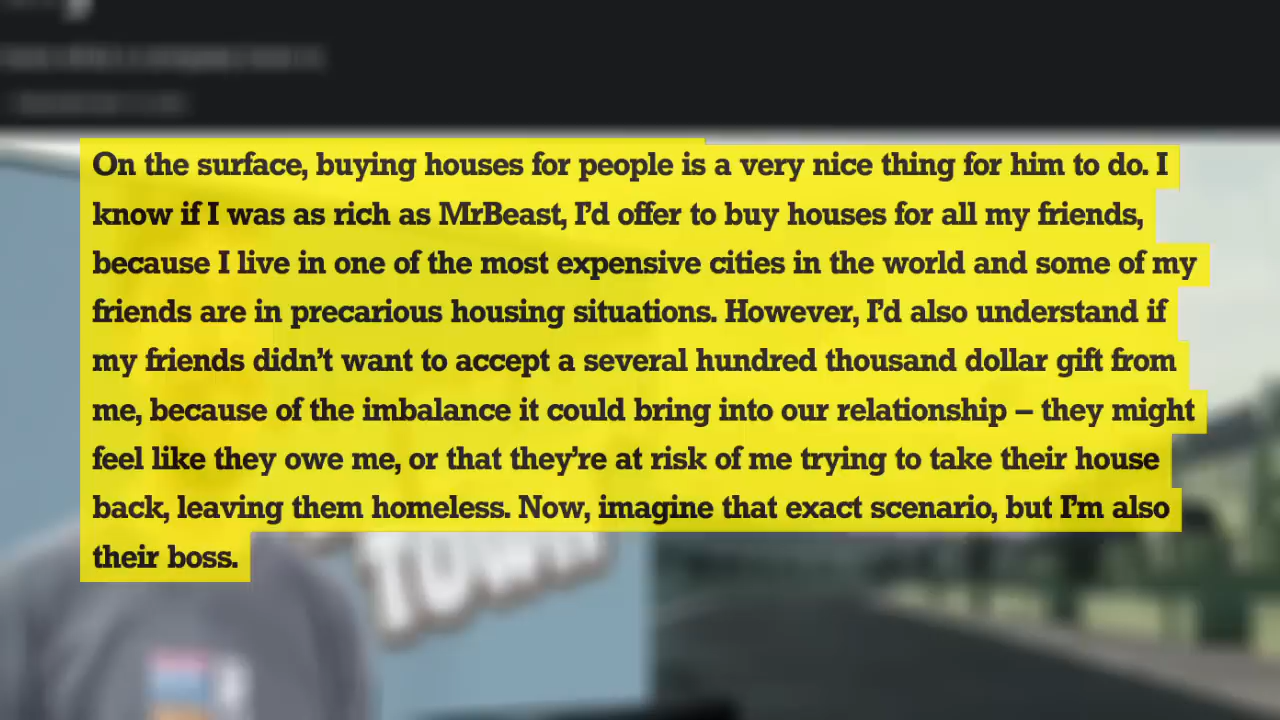 On the surface, buying houses for people is a very nice thing for him to do. I
know if I was as rich as MrBeast, I'd offer to buy houses for all my friends,
because I live in one of the most expensive cities in the world and some of my
friends are in precarious housing situations. However, I'd also understand if
my friends didn't want to accept a several hundred thousand dollar gift from
me, because of the imbalance it could bring into our relationship – they might
feel like they owe me, or that they're at risk of me trying to take their house
back, leaving them homeless. Now, imagine that exact scenario, but I'm also
their boss.
TOWN